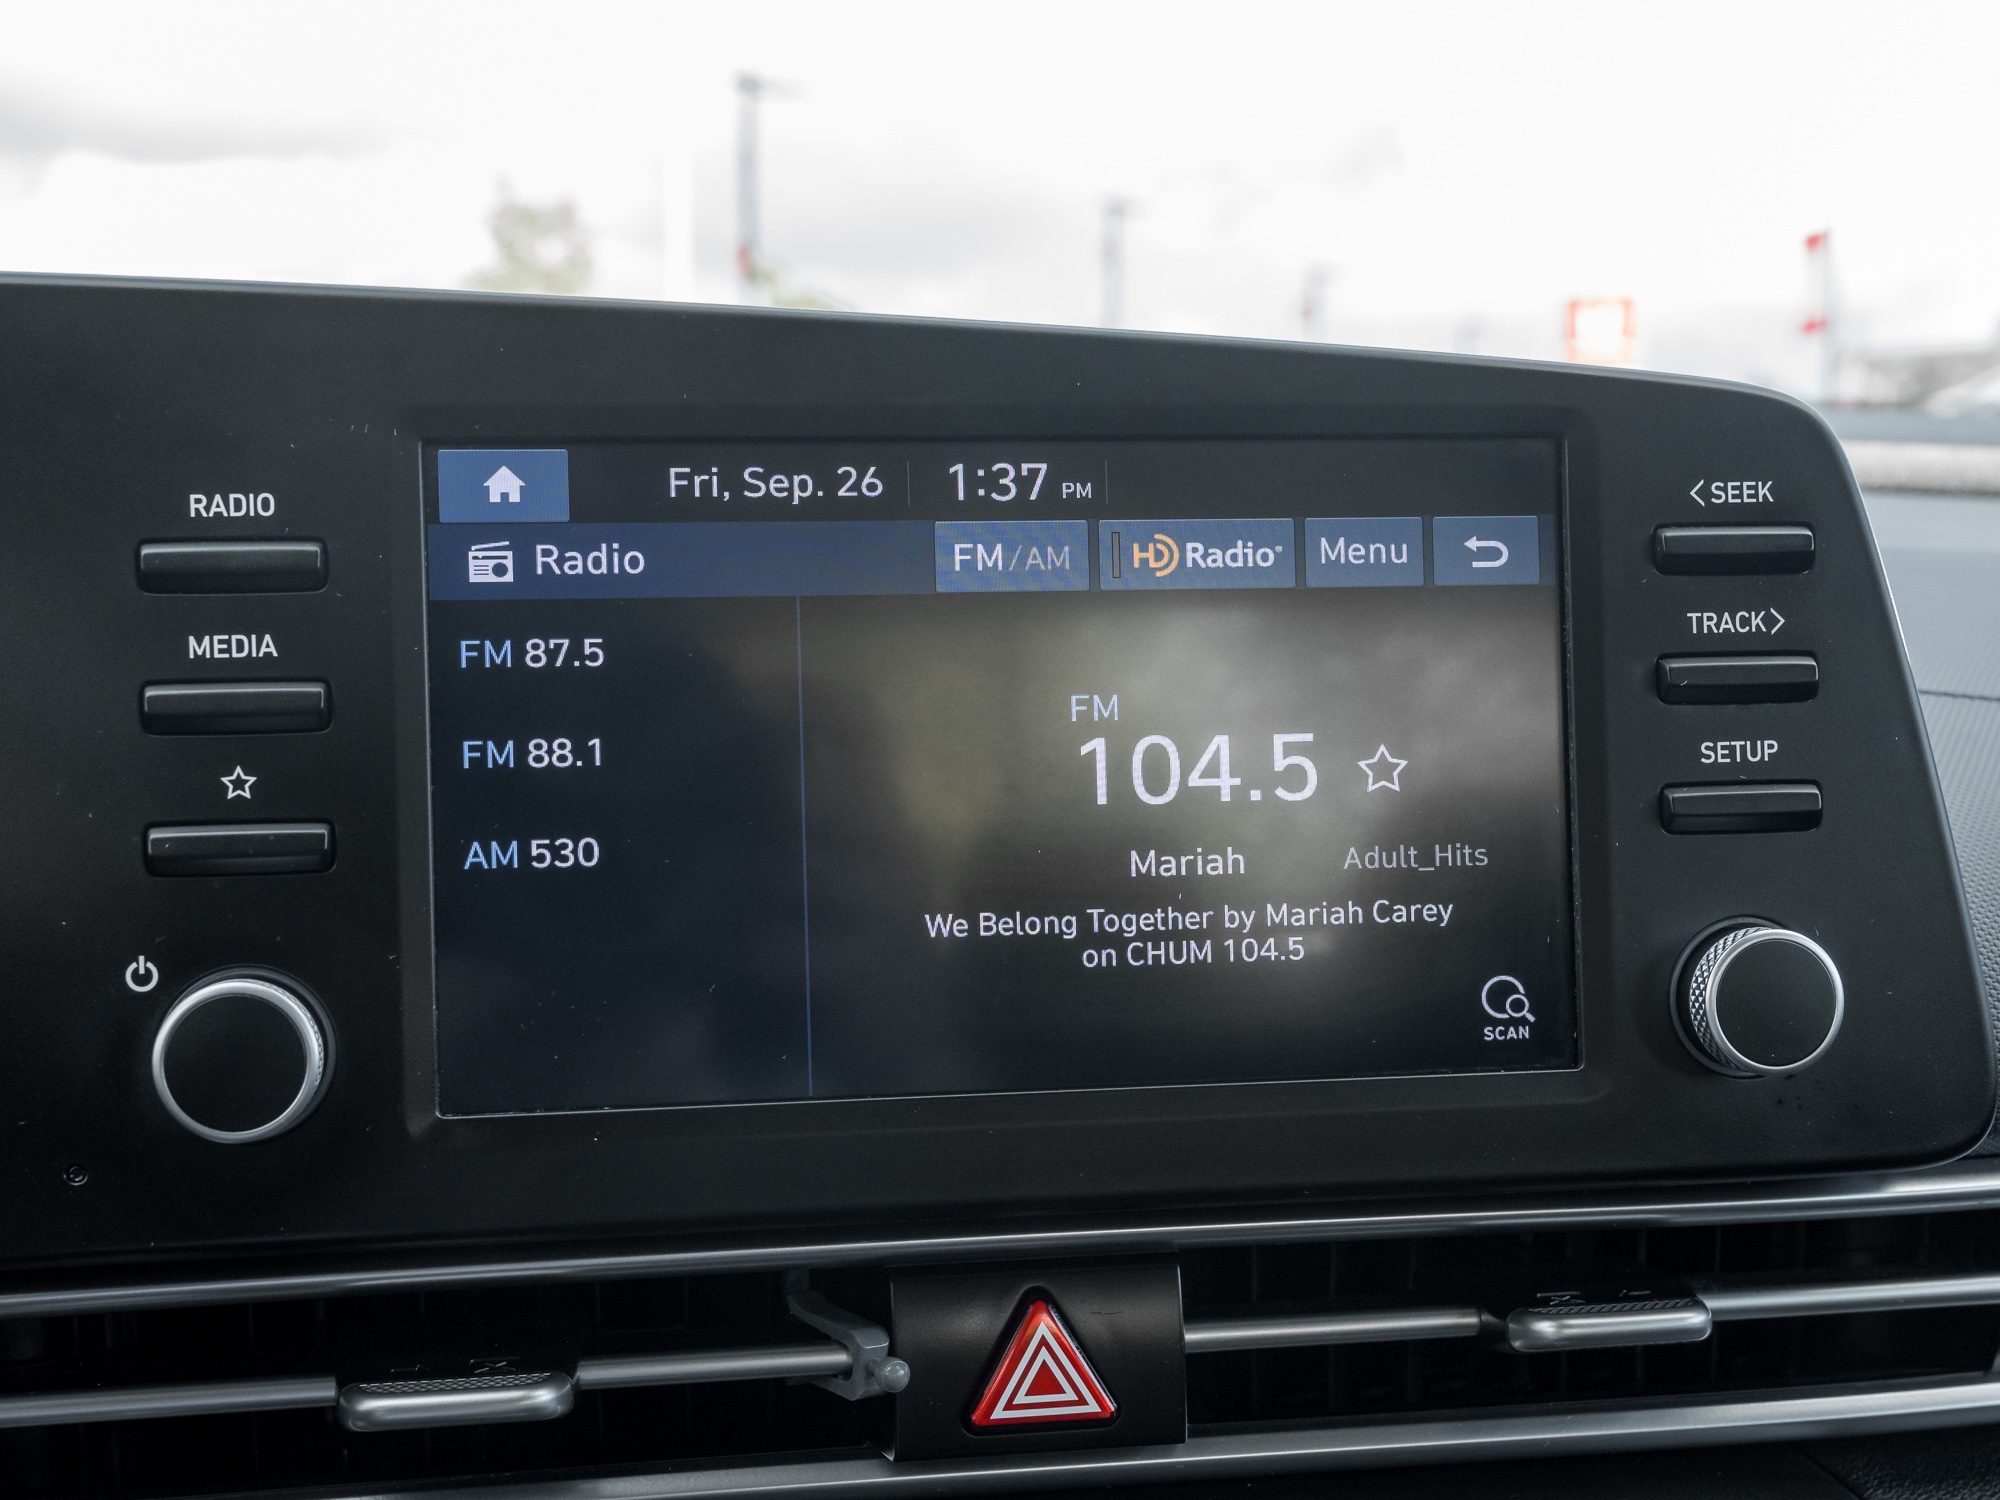 RADIO
MEDIA
Fri, Sep. 26 1:37 PM
Radio FM/AM HD Radio® Menu
FM 87.5
FM 88.1
AM 530
FM
104.5
Mariah Adult_Hits
We Belong Together by Mariah Carey
on CHUM 104.5
SCAN
<SEEK
TRACK>
SETUP